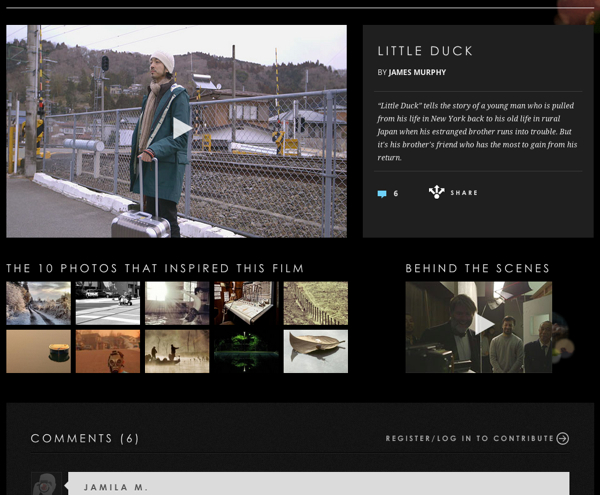 LITTLE DUCK
BY JAMES MURPHY
"Little Duck" tells the story of a young man who is pulled
from his life in New York back to his old life in rural
Japan when his estranged brother runs into trouble. But
it's his brother's friend who has the most to gain from his
return.
6 SHARE
THE 10 PHOTOS THAT INSPIRED THIS FILM
BEHIND THE SCENES
COMMENTS (6)
REGISTER/LOG IN TO CONTRIBUTE
JAMILA M.